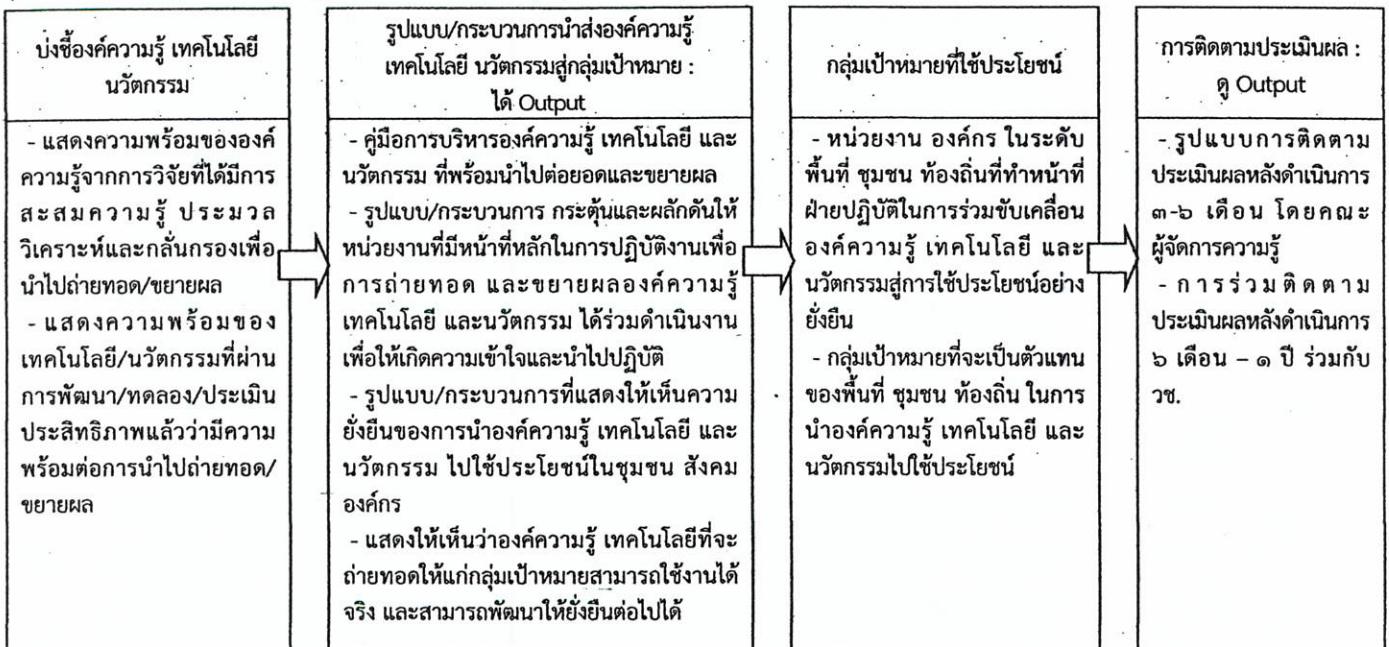 บ่งชี้องค์ความรู้ เทคโนโลยี
นวัตกรรม
- แสดงความพร้อมขององค์
ความรู้จากการวิจัยที่ได้มีการ
สะสมความรู้ ประมวล
วิเคราะห์และกลั่นกรองเพื่อ
นำไปถ่ายทอด/ขยายผล
- แสดงความพร้อมของ
เทคโนโลยี/นวัตกรรมที่ผ่าน
การพัฒนา/ทดลอง/ประเมิน
ประสิทธิภาพแล้วว่ามีความ
พร้อมต่อการนำไปถ่ายทอด/
ขยายผล
รูปแบบ/กระบวนการนำส่งองค์ความรู้
เทคโนโลยี นวัตกรรมสู่กลุ่มเป้าหมาย :
ได้ Output
- คู่มือการบริหารองค์ความรู้ เทคโนโลยี และ
นวัตกรรม ที่พร้อมนำไปต่อยอดและขยายผล
- รูปแบบ/กระบวนการ กระตุ้นและผลักดันให้
หน่วยงานที่มีหน้าที่หลักในการปฏิบัติงานเพื่อ
การถ่ายทอด และขยายผลองค์ความรู้
เทคโนโลยี และนวัตกรรม ได้ร่วมดำเนินงาน
เพื่อให้เกิดความเข้าใจและนำไปปฏิบัติ
- รูปแบบ/กระบวนการที่แสดงให้เห็นความ
ยั่งยืนของการนำองค์ความรู้ เทคโนโลยี และ
นวัตกรรม ไปใช้ประโยชน์ในชุมชน สังคม
องค์กร
- แสดงให้เห็นว่าองค์ความรู้ เทคโนโลยีที่จะ
ถ่ายทอดให้แก่กลุ่มเป้าหมายสามารถใช้งานได้
จริง และสามารถพัฒนาให้ยั่งยืนต่อไปได้
กลุ่มเป้าหมายที่ใช้ประโยชน์
- หน่วยงาน องค์กร ในระดับ
พื้นที่ ชุมชน ท้องถิ่นที่ทำหน้าที่
ฝ่ายปฏิบัติในการร่วมขับเคลื่อน
องค์ความรู้ เทคโนโลยี และ
นวัตกรรมสู่การใช้ประโยชน์อย่าง
ยั่งยืน
- กลุ่มเป้าหมายที่จะเป็นตัวแทน
ของพื้นที่ ชุมชน ท้องถิ่น ในการ
นำองค์ความรู้ เทคโนโลยี และ
นวัตกรรมไปใช้ประโยชน์
การติดตามประเมินผล :
ดู Output
- รูปแบบการติดตาม
ประเมินผลหลังดำเนินการ
๓-๖ เดือน โดยคณะ
ผู้จัดการความรู้
- การร่วมติดตาม
ประเมินผลหลังดำเนินการ
๖ เดือน – ๑ ปี ร่วมกับ
วช.